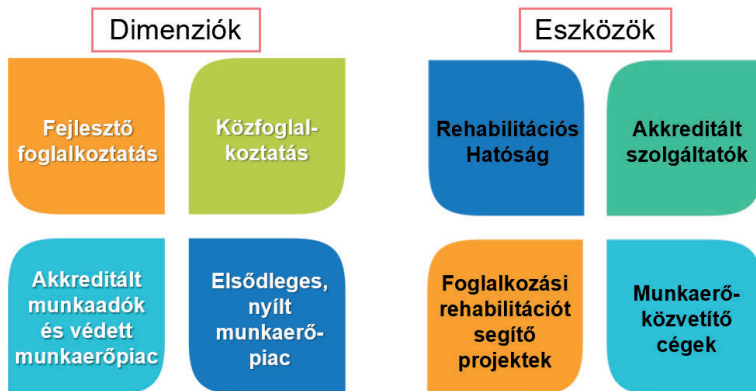 Dimenziók
Fejlesztő
foglalkoztatás
Közfoglal-
koztatás
Akkreditált
munkaadók
és védett
munkaerőpiac
Elsődleges,
nyílt
munkaerő-
piac
Eszközök
Rehabilitációs
Hatóság
Akkreditált
szolgáltatók
Foglalkozási
rehabilitációt
segítő
projektek
Munkaerő-
közvetítő
cégek